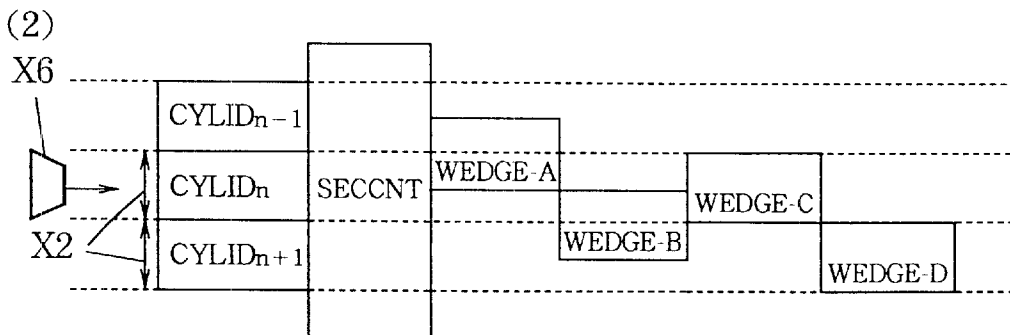 (2)
X6
CYLIDn-1
CYLIDn
SECCNT
WEDGE-A
WEDGE-C
X2
CYLIDn+1
WEDGE-B
WEDGE-D